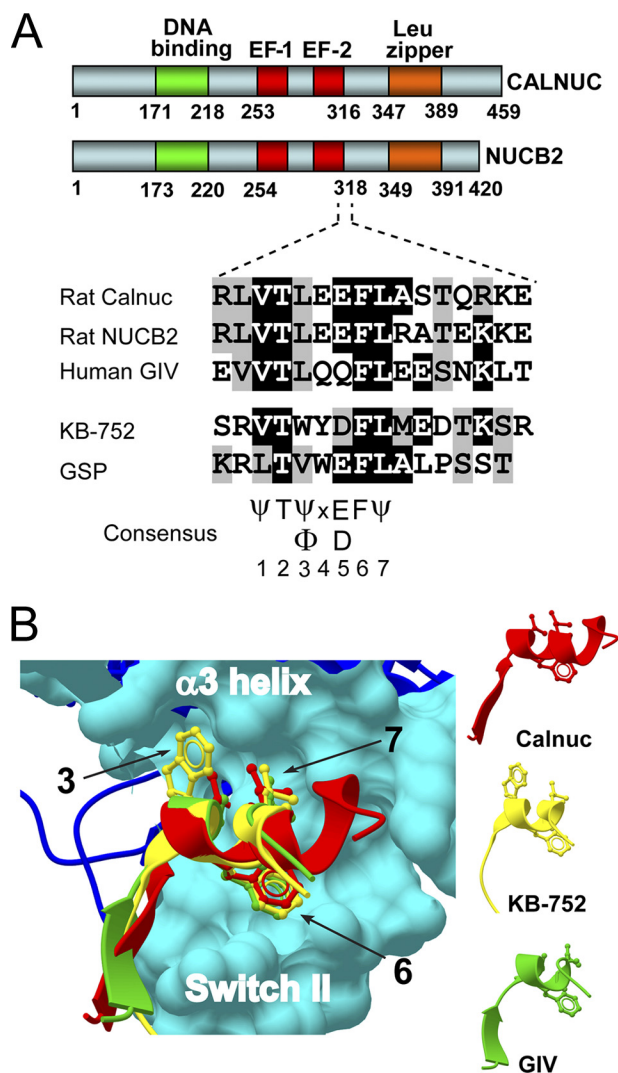 A
DNA binding EF-1 EF-2 Leu zipper
CALNUC
1 171 218 253 316 347 389 459
NUCB2
1 173 220 254 318 349 391 420
Rat Calnuc RLVTLEEFLASTQRKE
Rat NUCB2 RLVTLEEFLRATEKKE
Human GIV EVVTLQQFLEESNKLT
KB-752 SRVTWYDFLMEDTKSR
GSP KRLTVWEFLALPSST
Ψ T Ψ x E F Ψ
Consensus Φ D
1 2 3 4 5 6 7
B
α3 helix
3
7
6
Switch II
Calnuc
KB-752
GIV